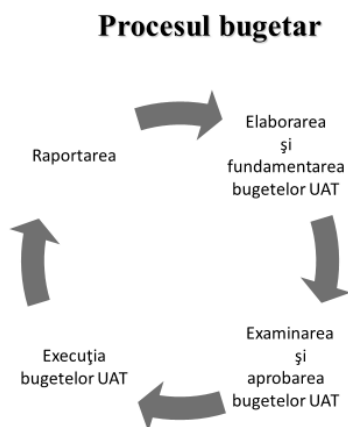 Procesul bugetar
Elaborarea
şi
fundamentarea
bugetelor UAT
Examinarea
şi
aprobarea
bugetelor UAT
Execuţia
bugetelor UAT
Raportarea